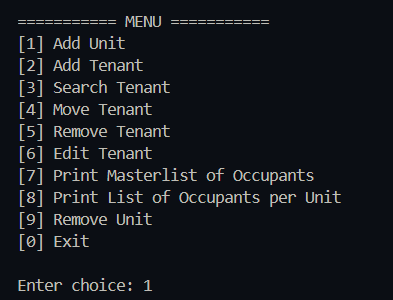 =========== MENU ===========
[1] Add Unit
[2] Add Tenant
[3] Search Tenant
[4] Move Tenant
[5] Remove Tenant
[6] Edit Tenant
[7] Print Masterlist of Occupants
[8] Print List of Occupants per Unit
[9] Remove Unit
[0] Exit
Enter choice: 1